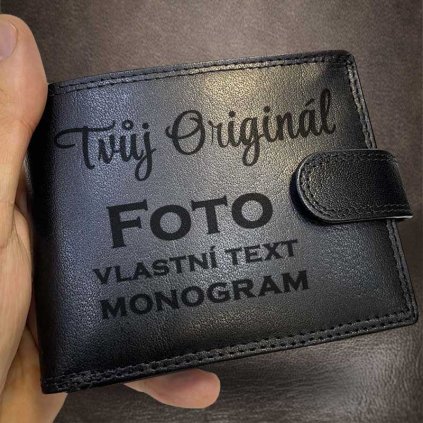 Tvůj Originál
FOTO
VLASTNÍ TEXT
MONOGRAM